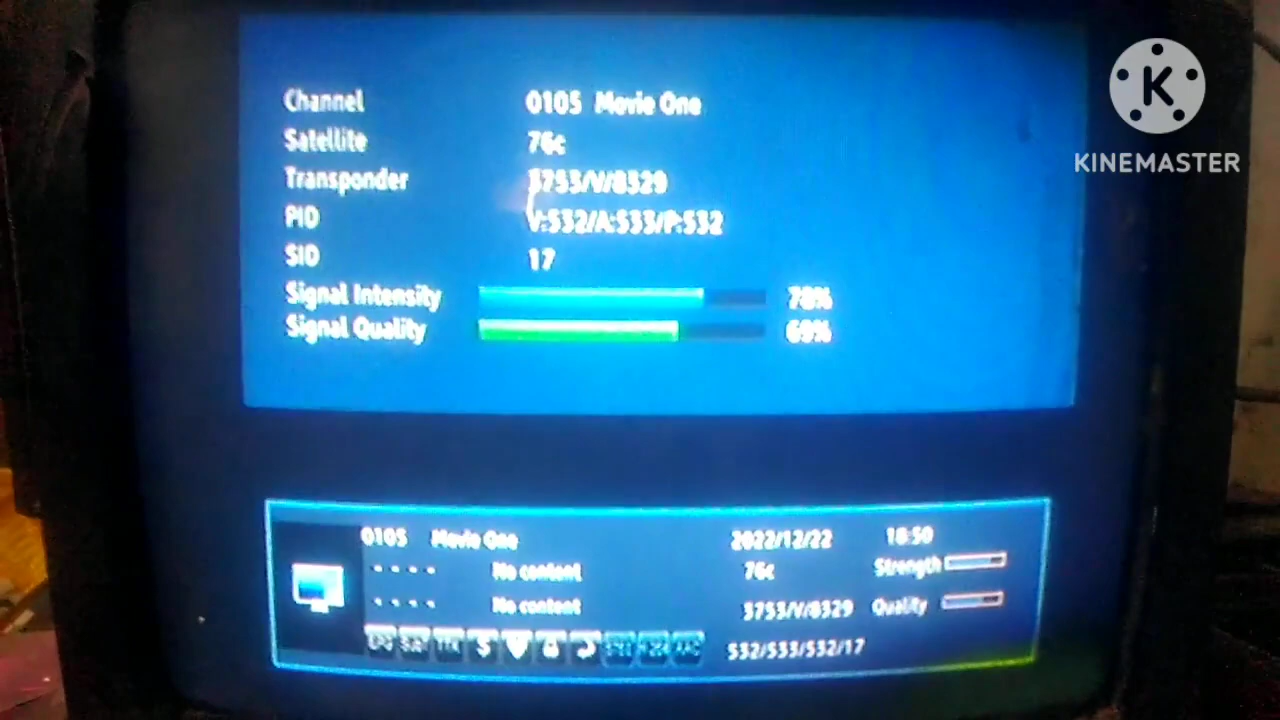 K
KINEMASTER
Channel 0105 Movie One
Satellite 76c
Transponder 3753/V/8329
PID V:532/A:533/P:532
SID 17
Signal Intensity 78%
Signal Quality 69%
0105 Movie One 2022/12/22 18:50
- - - - No content 76c Strength
- - - - No content 3753/V/8329 Quality
TTX $ 532/533/532/17